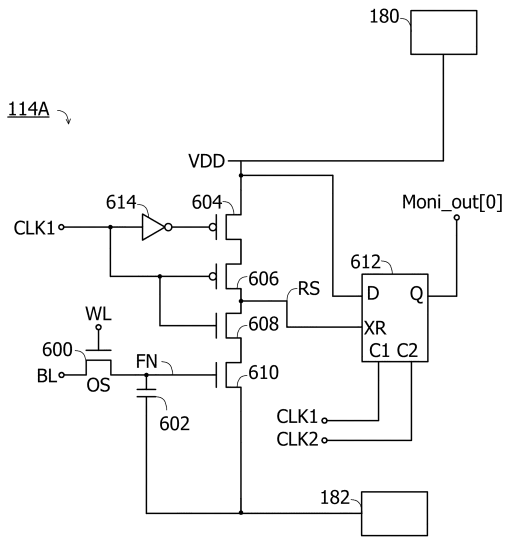 180
114A
VDD
614
604
Moni_out[0]
CLK1
612
606
RS
D
Q
WL
608
XR
600
FN
C1 C2
BL
OS
610
602
CLK1
CLK2
182